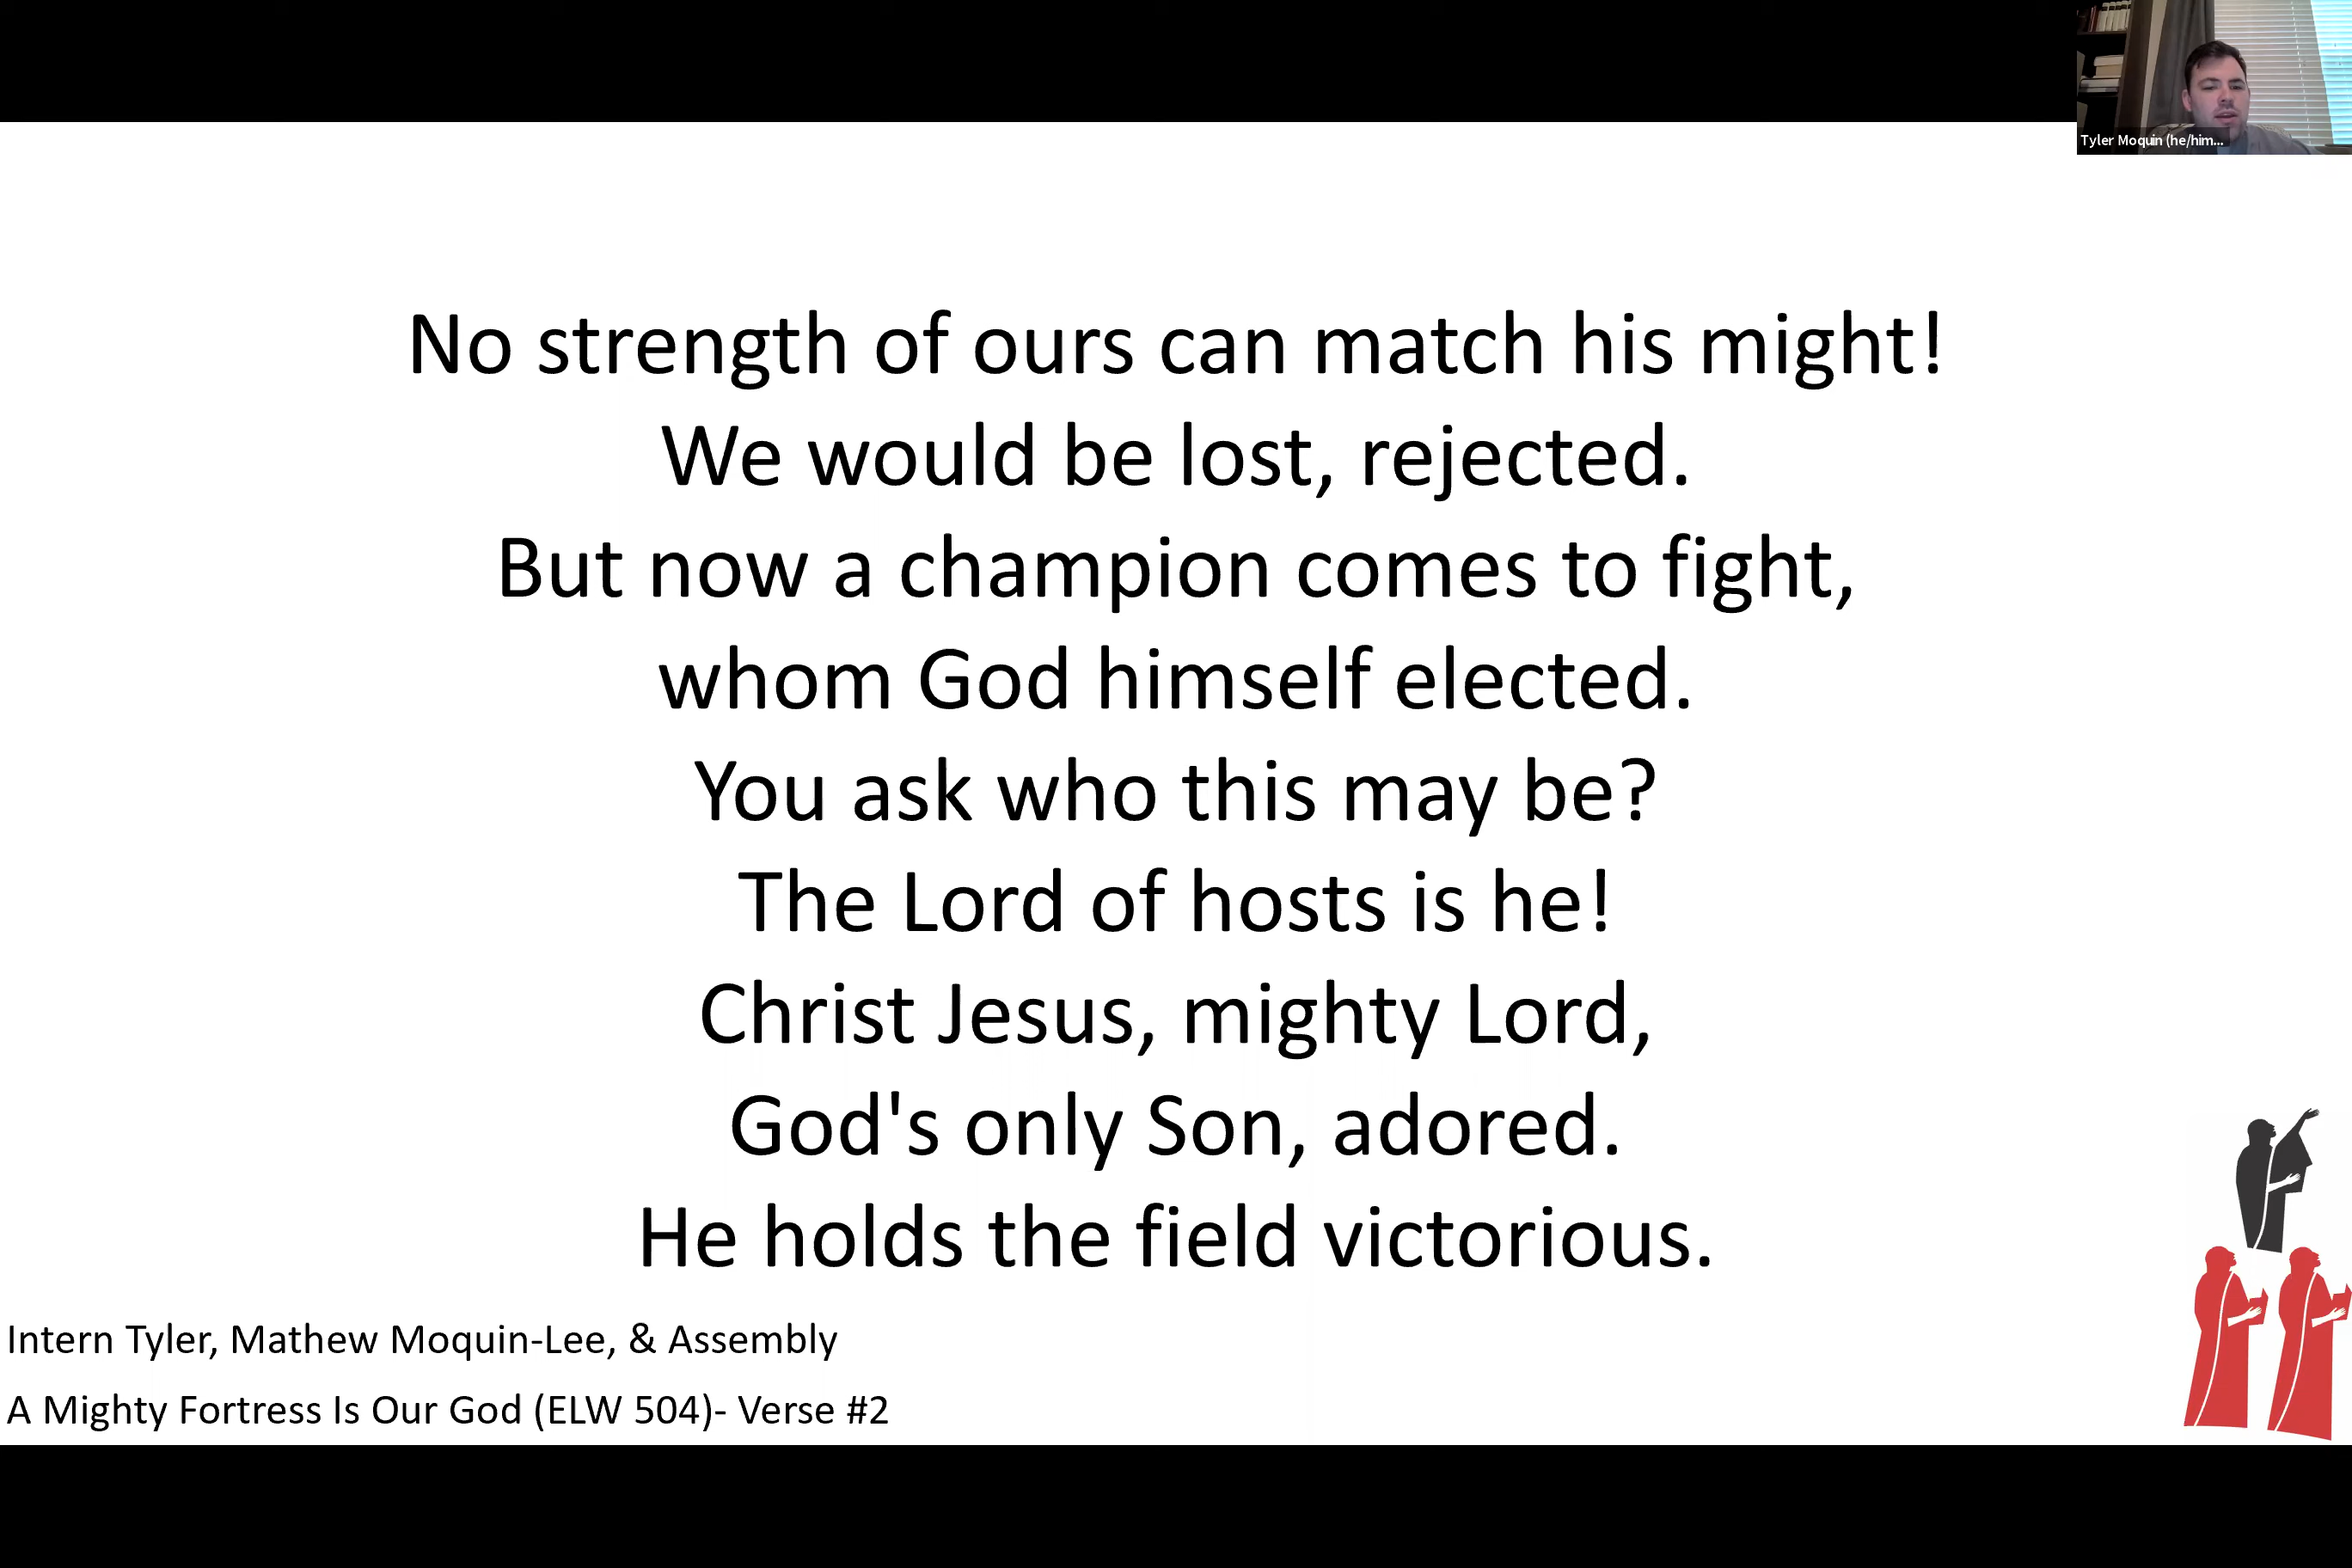 Tyler Moquin (he/him...
No strength of ours can match his might!
We would be lost, rejected.
But now a champion comes to fight,
whom God himself elected.
You ask who this may be?
The Lord of hosts is he!
Christ Jesus, mighty Lord,
God's only Son, adored.
He holds the field victorious.
Intern Tyler, Mathew Moquin-Lee, & Assembly
A Mighty Fortress Is Our God (ELW 504)- Verse #2